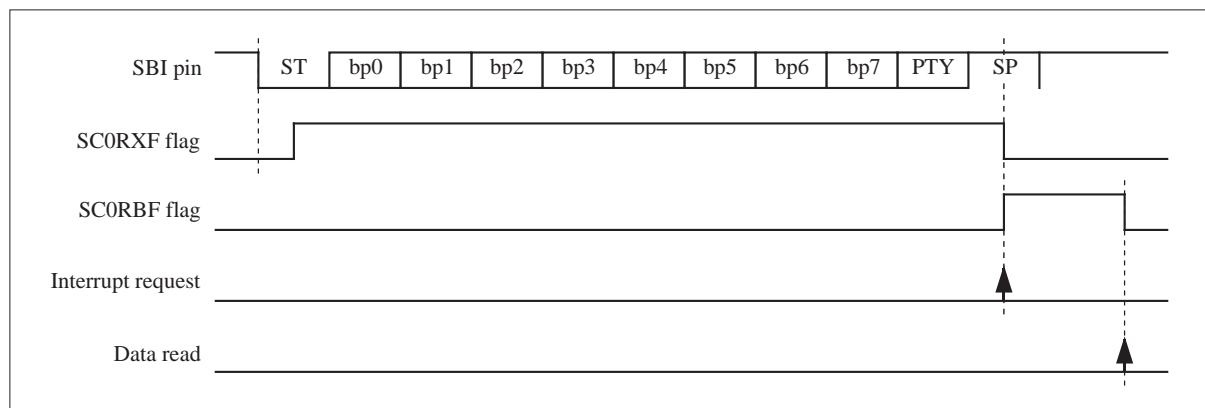 SBI pin ST bp0 bp1 bp2 bp3 bp4 bp5 bp6 bp7 PTY SP
SC0RXF flag
SC0RBF flag
Interrupt request
Data read